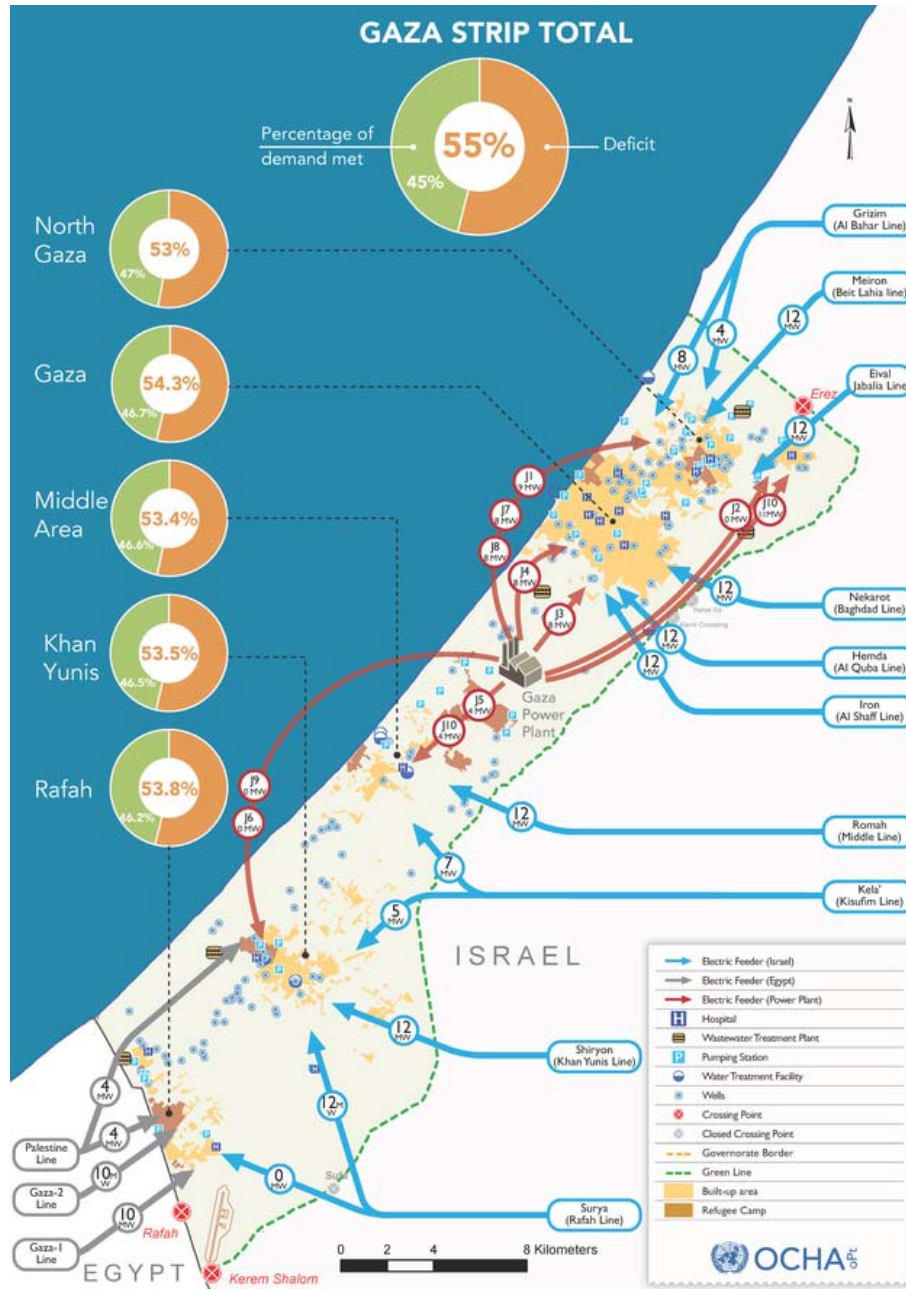 GAZA STRIP TOTAL
Percentage of
demand met
55%
45%
Deficit
N
North
Gaza
53%
47%
Gaza
54.3%
46.7%
Middle
Area
53.4%
46.6%
Khan
Yunis
53.5%
46.5%
Rafah
53.8%
46.2%
Grizim
(Al Bahar Line)
Meiron
(Beit Lahia line)
Eival
Jabalia Line)
Erez
8
MW
4
MW
12
MW
12
MW
J1
9 MW
J7
8 MW
J8
8 MW
J4
8 MW
J3
8 MW
J2
0 MW
J10
11MW
Nekarot
(Baghdad Line)
12
MW
Nahal Oz
Karni Crossing
Hemda
(Al Quba Line)
12
MW
Iron
(Al Shaff Line)
12
MW
Gaza
Power
Plant
J5
4 MW
J10
4 MW
J9
0 MW
J6
0 MW
Romah
(Middle Line)
12
MW
Kela'
(Kisufim Line)
7
MW
5
MW
ISRAEL
Shiryon
(Khan Yunis Line)
12
MW
12M
W
0
MW
Surya
(Rafah Line)
Sufa
4
MW
4
MW
10M
W
10
MW
Palestine
Line
Gaza-2
Line
Gaza-1
Line
Rafah
EGYPT
Kerem Shalom
0 2 4 8 Kilometers
Electric Feeder (Israel)
Electric Feeder (Egypt)
Electric Feeder (Power Plant)
H Hospital
Wastewater Treatment Plant
P Pumping Station
Water Treatment Facility
Wells
Crossing Point
Closed Crossing Point
Governorate Border
Green Line
Built-up area
Refugee Camp
OCHA oPt